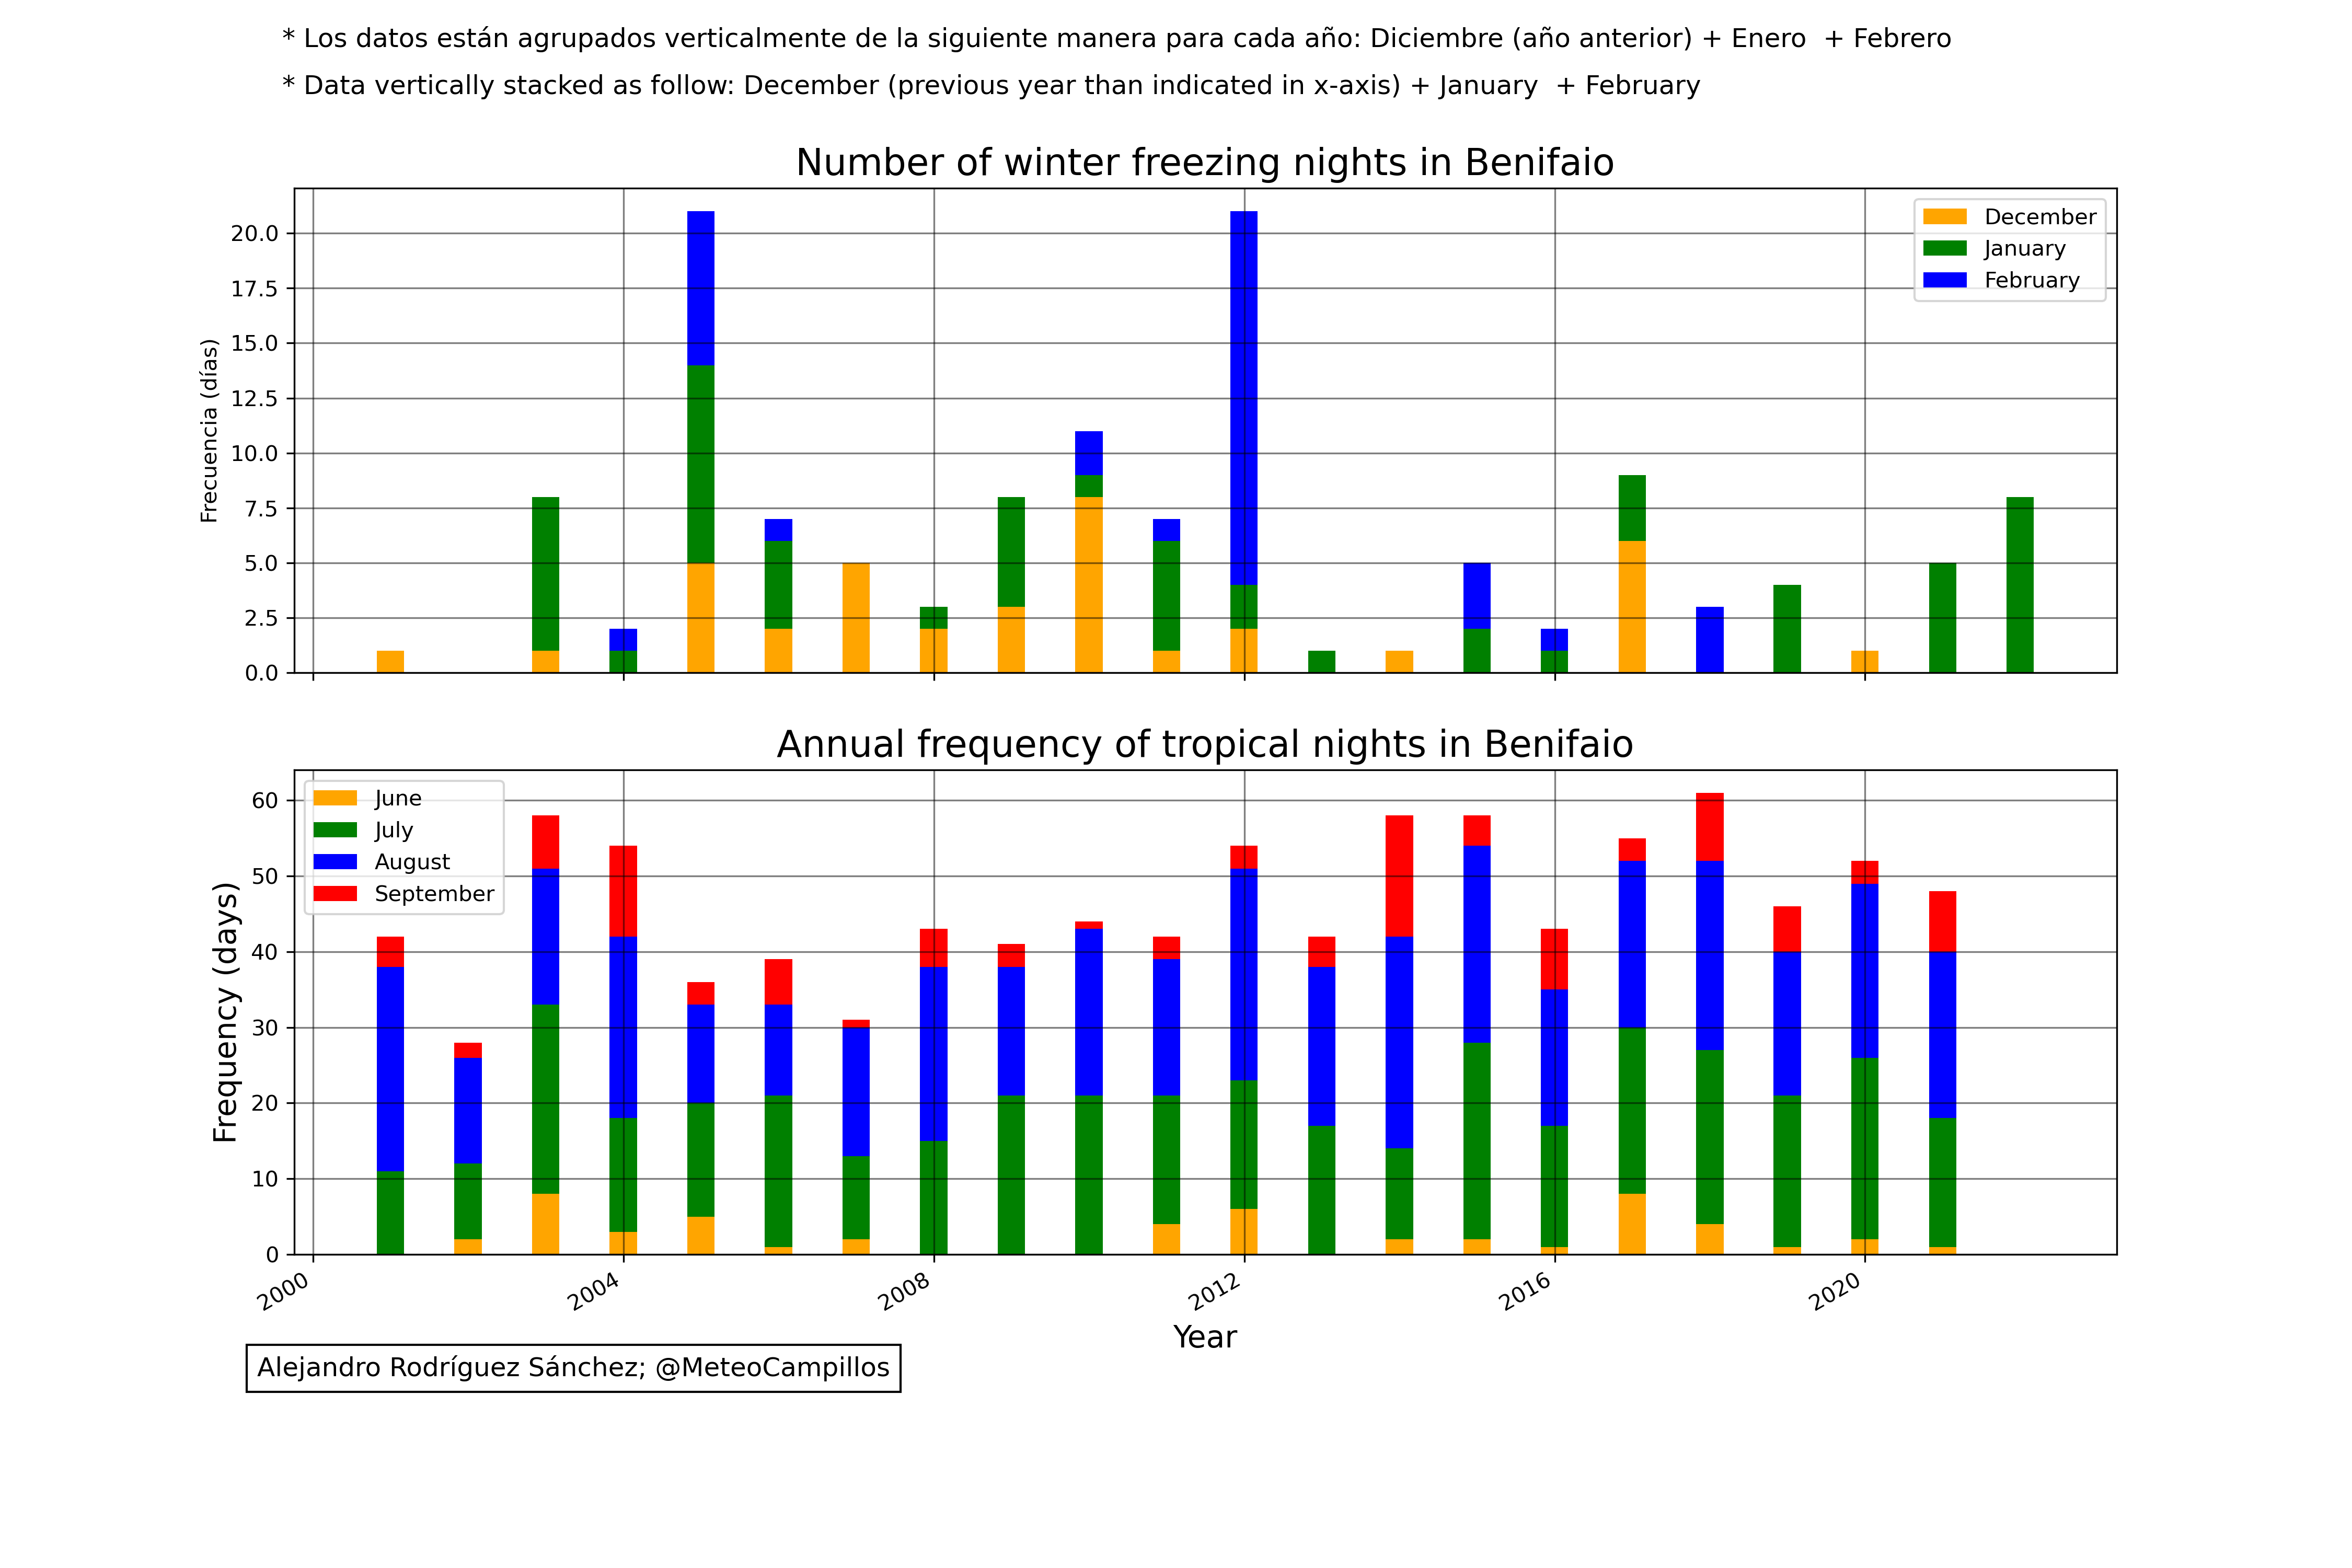 * Los datos están agrupados verticalmente de la siguiente manera para cada año: Diciembre (año anterior) + Enero  + Febrero
* Data vertically stacked as follow: December (previous year than indicated in x-axis) + January  + February
Number of winter freezing nights in Benifaio
Frecuencia (días)
20.0
17.5
15.0
12.5
10.0
7.5
5.0
2.5
0.0
December
January
February
Annual frequency of tropical nights in Benifaio
Frequency (days)
60
50
40
30
20
10
0
June
July
August
September
2000
2004
2008
2012
2016
2020
Year
Alejandro Rodríguez Sánchez; @MeteoCampillos